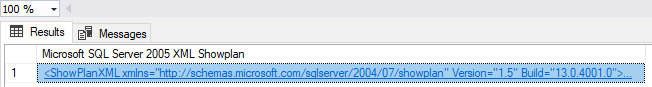 100 %
Results Messages
Microsoft SQL Server 2005 XML Showplan
1 <ShowPlanXML xmlns="http://schemas.microsoft.com/sqlserver/2004/07/showplan" Version="1.5" Build="13.0.4001.0">...